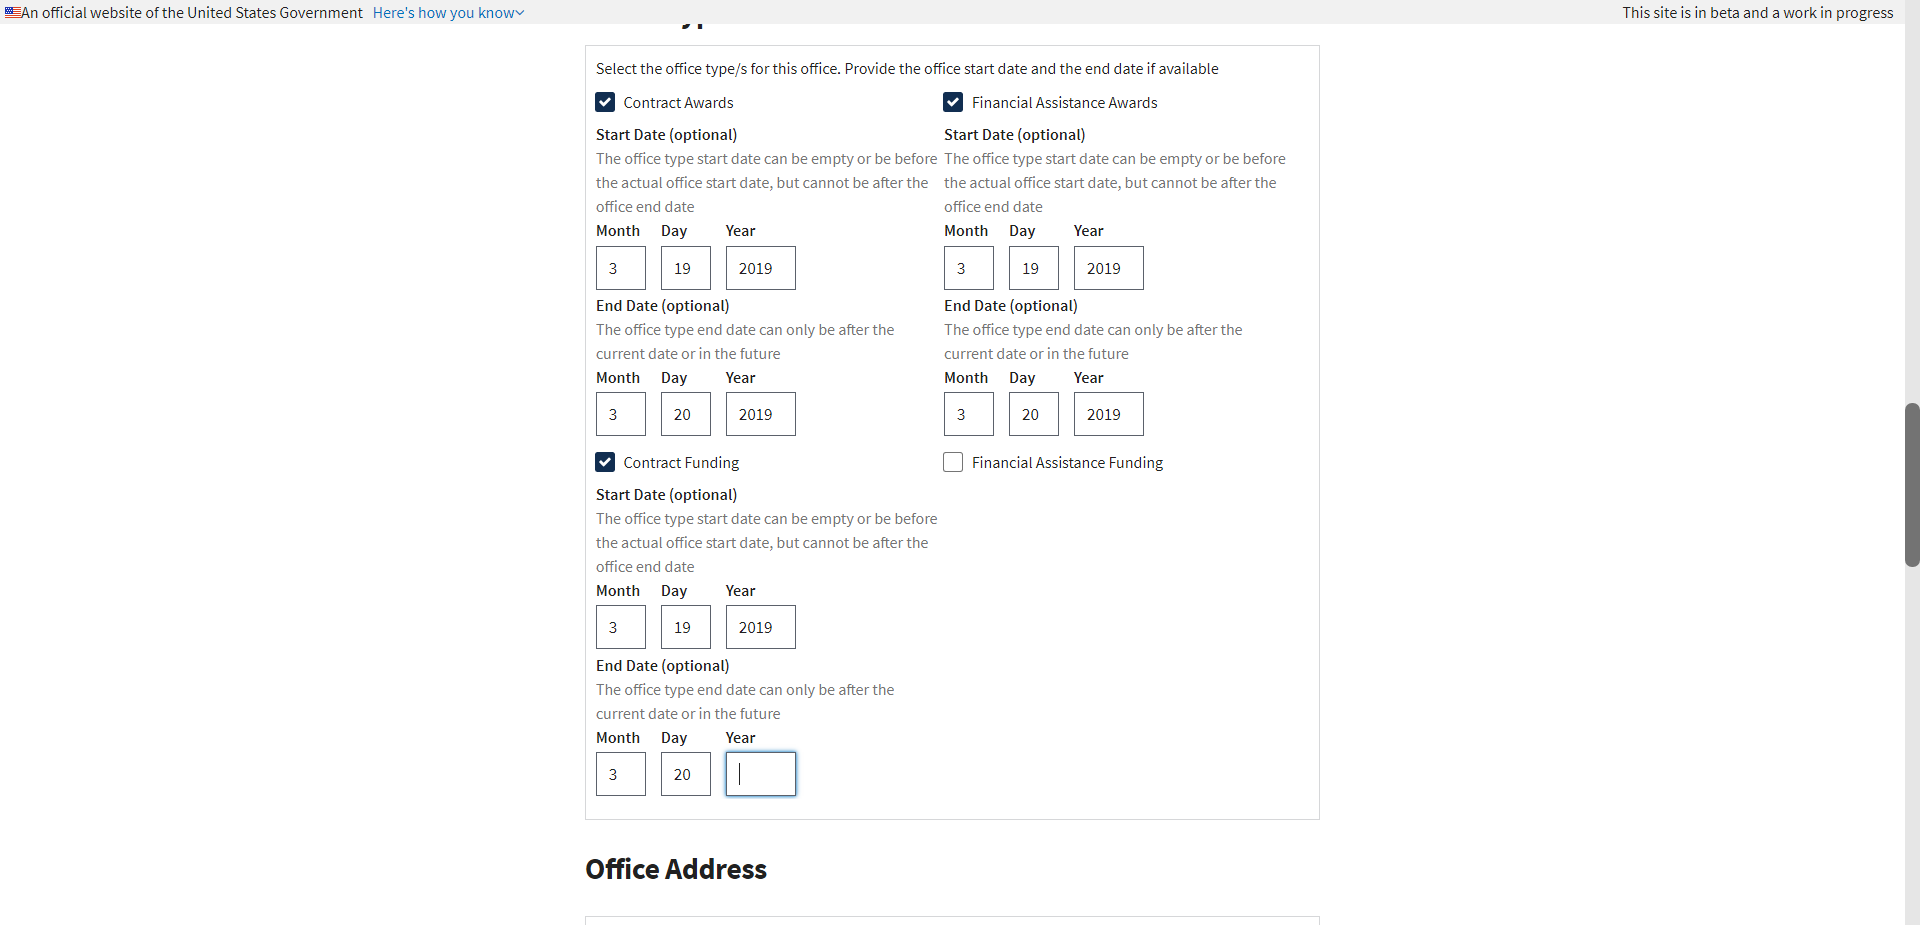 An official website of the United States Government Here's how you know
This site is in beta and a work in progress
Select the office type/s for this office. Provide the office start date and the end date if available
Contract Awards
Start Date (optional)
The office type start date can be empty or be before
the actual office start date, but cannot be after the
office end date
Month Day Year
3 19 2019
End Date (optional)
The office type end date can only be after the
current date or in the future
Month Day Year
3 20 2019
Financial Assistance Awards
Start Date (optional)
The office type start date can be empty or be before
the actual office start date, but cannot be after the
office end date
Month Day Year
3 19 2019
End Date (optional)
The office type end date can only be after the
current date or in the future
Month Day Year
3 20 2019
Contract Funding
Start Date (optional)
The office type start date can be empty or be before
the actual office start date, but cannot be after the
office end date
Month Day Year
3 19 2019
End Date (optional)
The office type end date can only be after the
current date or in the future
Month Day Year
3 20
Financial Assistance Funding
Office Address